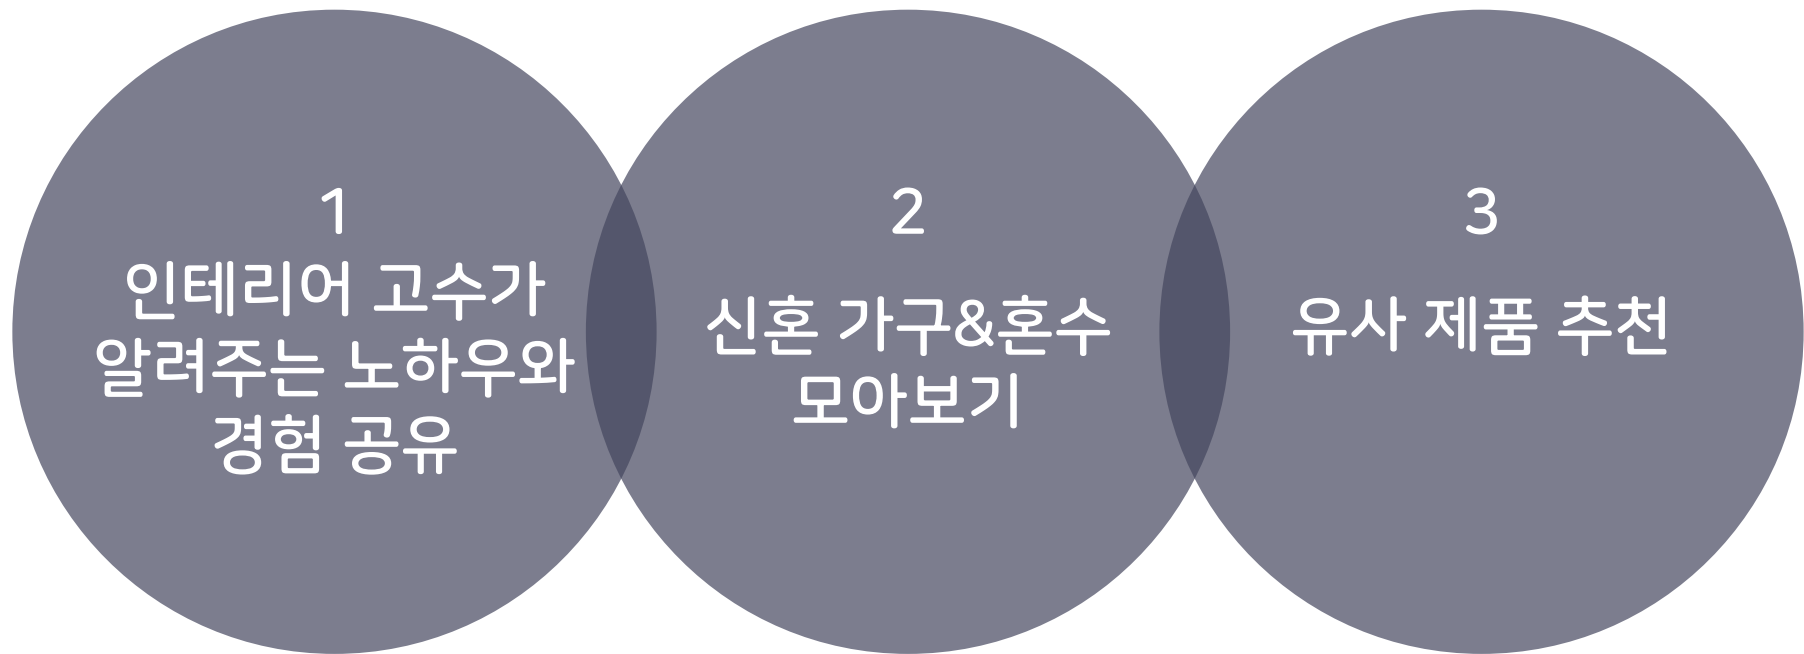 1
인테리어 고수가
알려주는 노하우와
경험 공유
2
신혼 가구&혼수
모아보기
3
유사 제품 추천